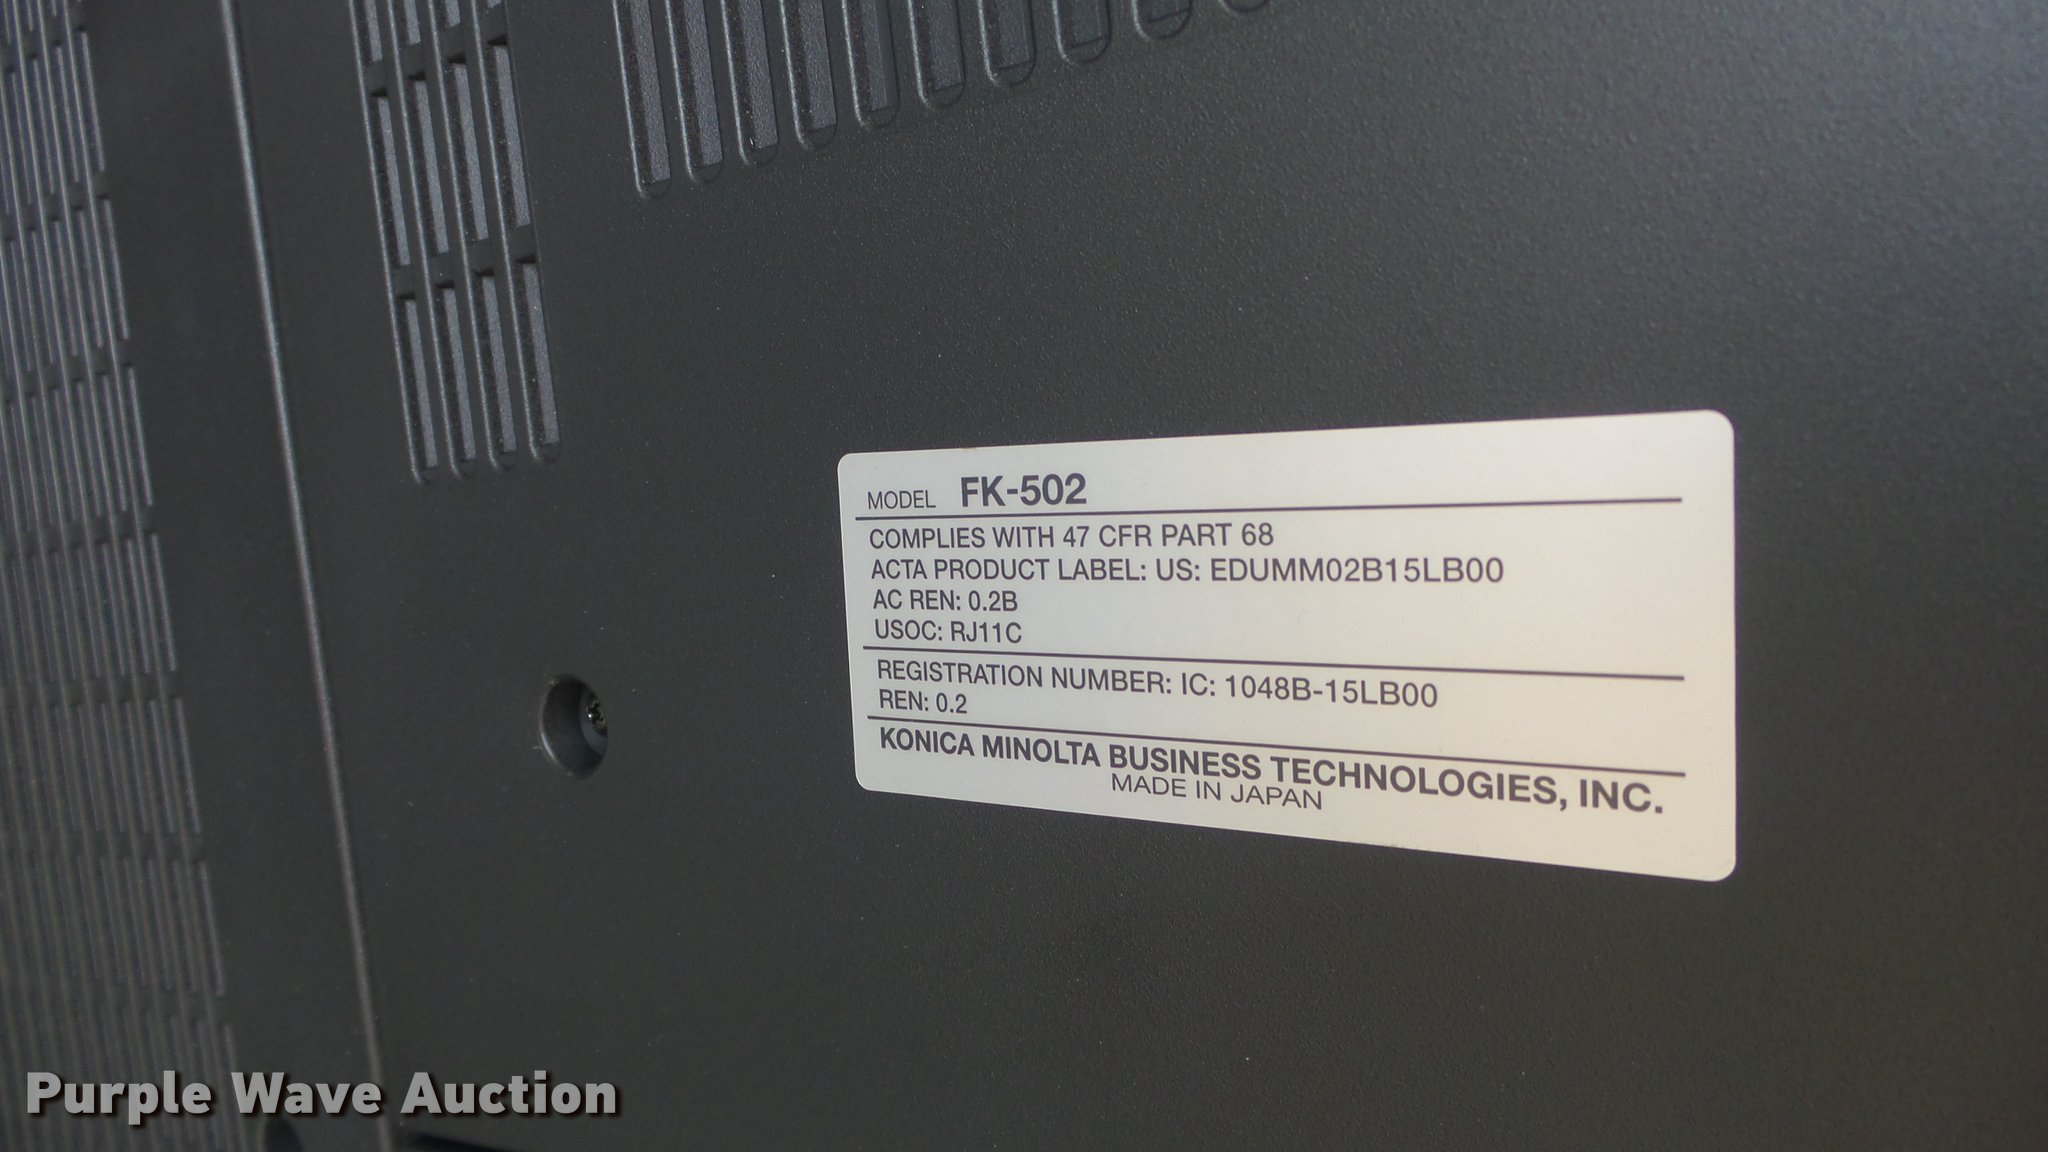 MODEL FK-502
COMPLIES WITH 47 CFR PART 68
ACTA PRODUCT LABEL: US: EDUMM02B15LB00
AC REN: 0.2B
USOC: RJ11C
REGISTRATION NUMBER: IC: 1048B-15LB00
REN: 0.2
KONICA MINOLTA BUSINESS TECHNOLOGIES, INC.
MADE IN JAPAN
Purple Wave Auction